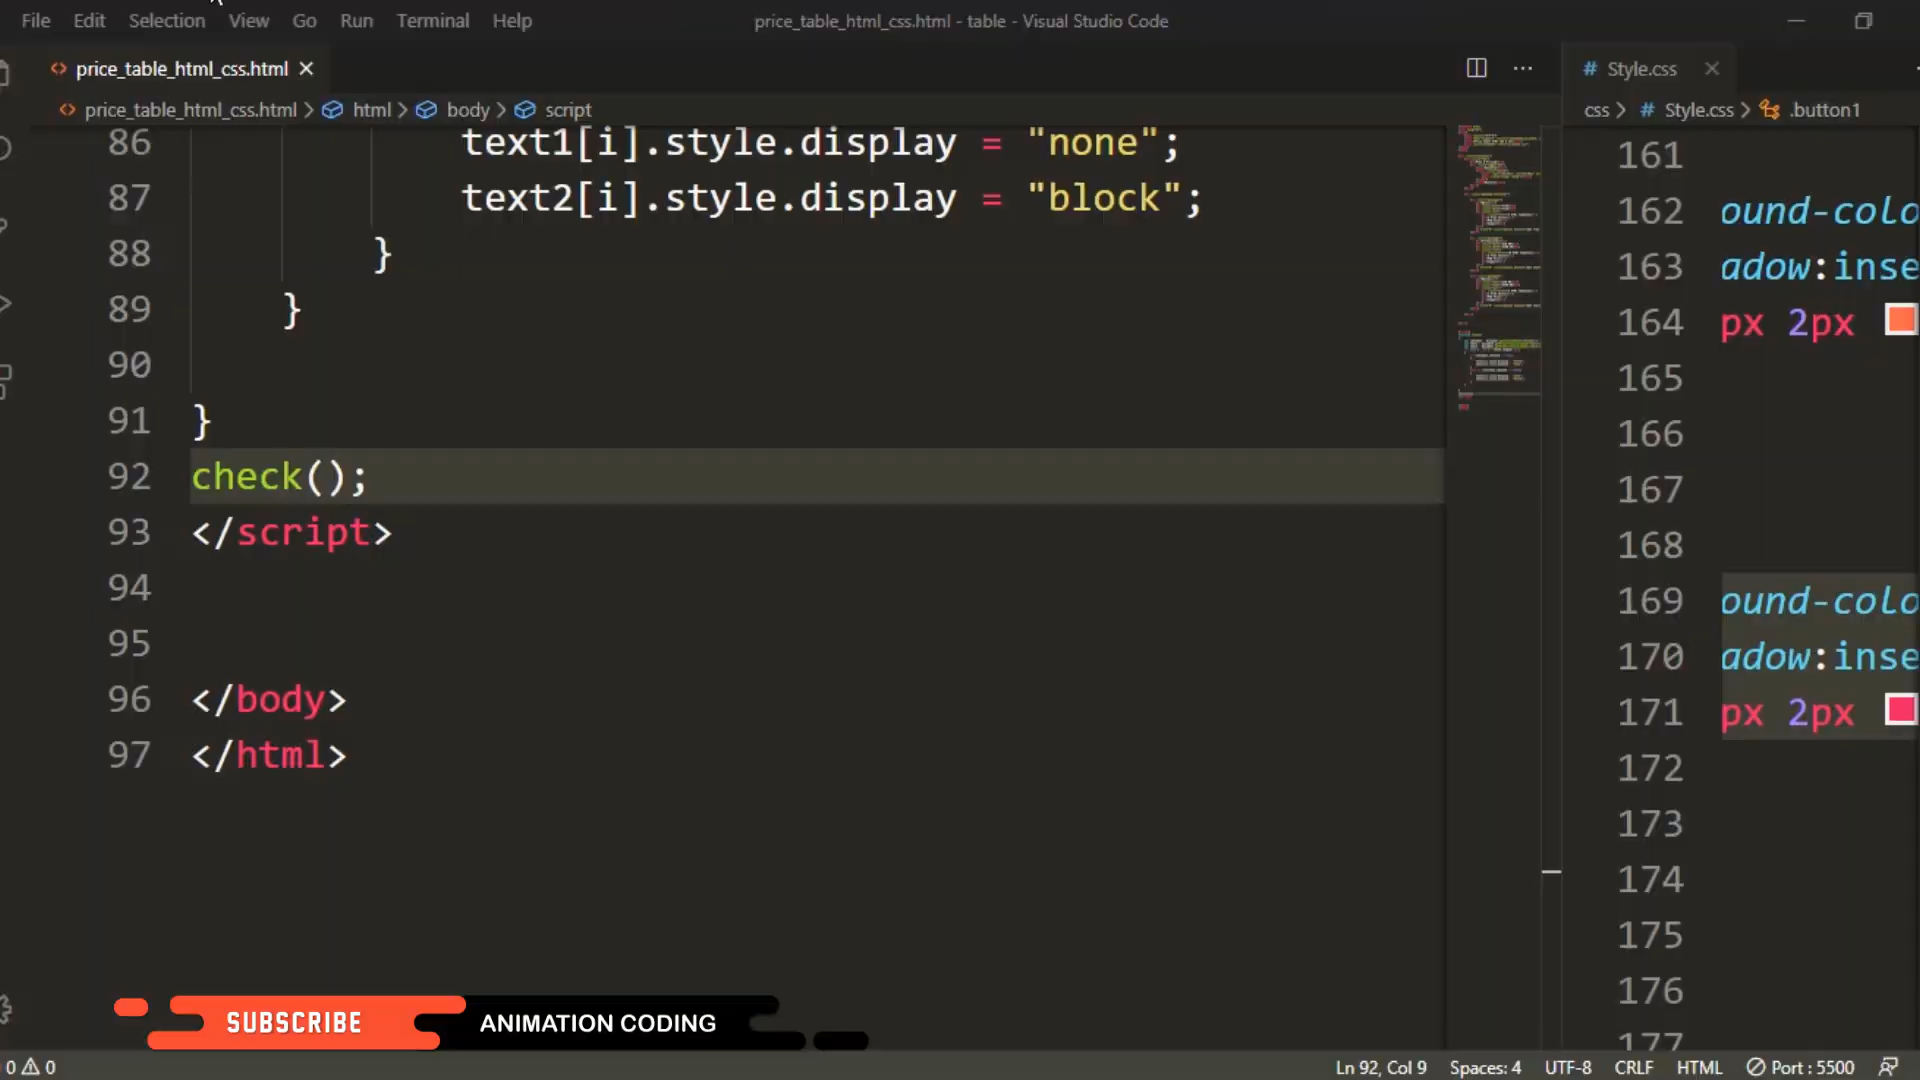 File Edit Selection View Go Run Terminal Help
price_table_html_css.html - table - Visual Studio Code
price_table_html_css.html
Style.css
price_table_html_css.html > html > body > script
css > # Style.css > .button1
86 text1[i].style.display = "none";
87 text2[i].style.display = "block";
88 }
89 }
90
91 }
92 check();
93 </script>
94
95
96 </body>
97 </html>
161
162 ound-colo
163 adow:inse
164 px 2px
165
166
167
168
169 ound-colo
170 adow:inse
171 px 2px
172
173
174
175
176
177
SUBSCRIBE
ANIMATION CODING
0 0
Ln 92, Col 9 Spaces: 4 UTF-8 CRLF HTML Port : 5500